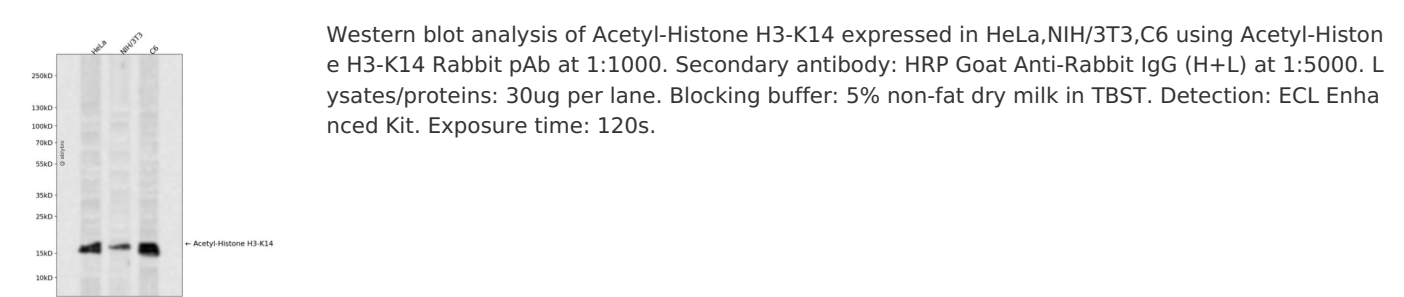 HeLa
NIH/3T3
C6
250kD
130kD
100kD
70kD
55kD
35kD
25kD
15kD
10kD
← Acetyl-Histone H3-K14
Western blot analysis of Acetyl-Histone H3-K14 expressed in HeLa,NIH/3T3,C6 using Acetyl-Histon
e H3-K14 Rabbit pAb at 1:1000. Secondary antibody: HRP Goat Anti-Rabbit IgG (H+L) at 1:5000. L
ysates/proteins: 30ug per lane. Blocking buffer: 5% non-fat dry milk in TBST. Detection: ECL Enha
nced Kit. Exposure time: 120s.